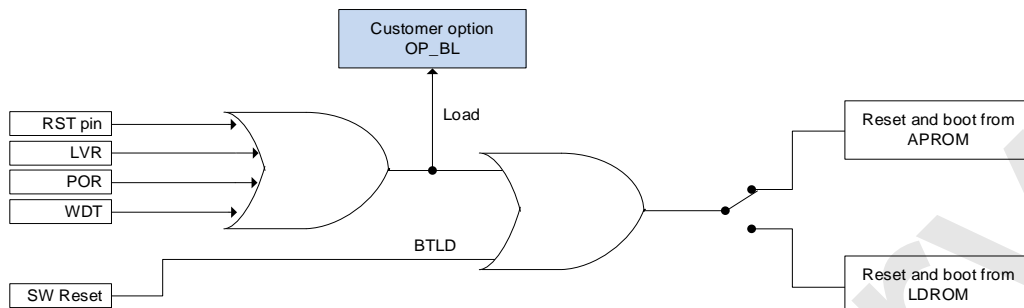 Customer option
OP_BL
Load
RST pin
LVR
POR
WDT
BTLD
SW Reset
Reset and boot from
APROM
Reset and boot from
LDROM